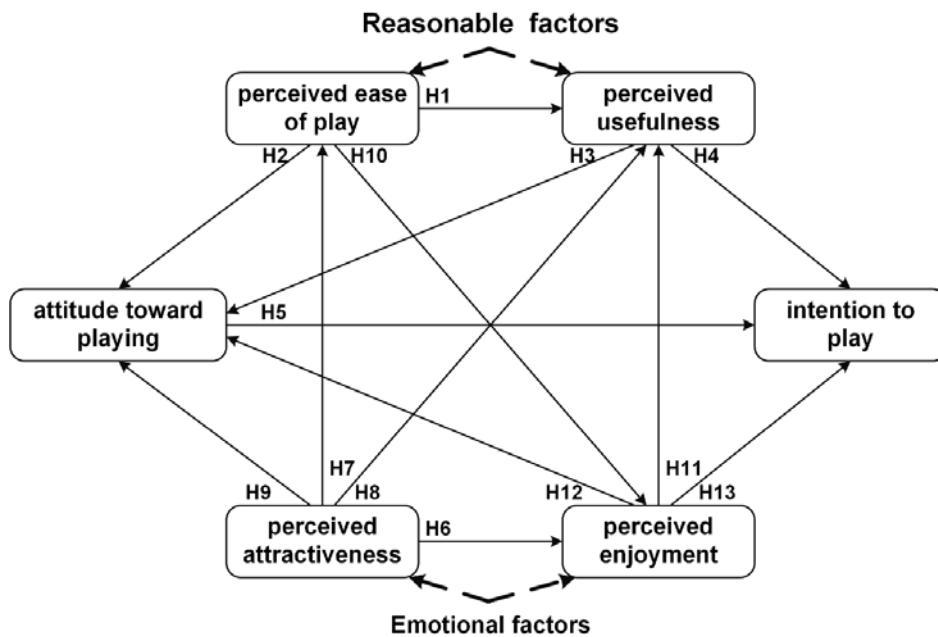 Reasonable factors
perceived ease
of play
H1
perceived
usefulness
H2
H10
H3
H4
attitude toward
playing
H5
intention to
play
H7
H11
H9
H8
H12
H13
perceived
attractiveness
H6
perceived
enjoyment
Emotional factors